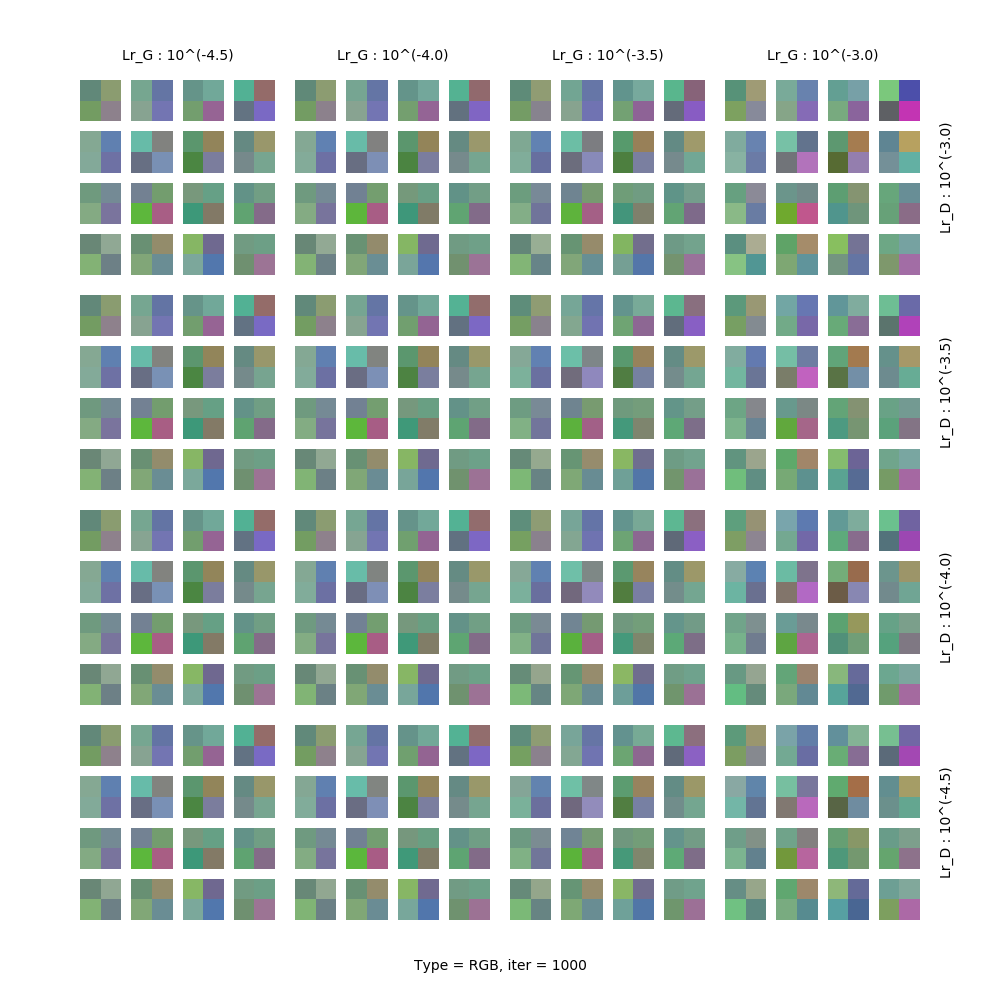 Lr_G : 10^(-4.5)
Lr_G : 10^(-4.0)
Lr_G : 10^(-3.5)
Lr_G : 10^(-3.0)
Lr_D : 10^(-3.0)
Lr_D : 10^(-3.5)
Lr_D : 10^(-4.0)
Lr_D : 10^(-4.5)
Type = RGB, iter = 1000